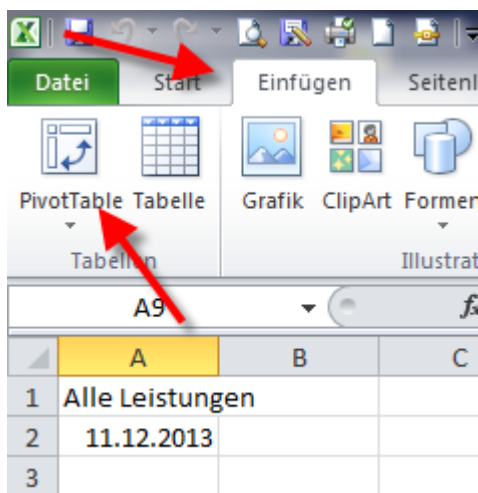 Datei Start Einfügen Seitenl
PivotTable Tabelle Grafik ClipArt Formen
Tabellen Illustrat
A9 fx
A B C
1 Alle Leistungen
2 11.12.2013
3